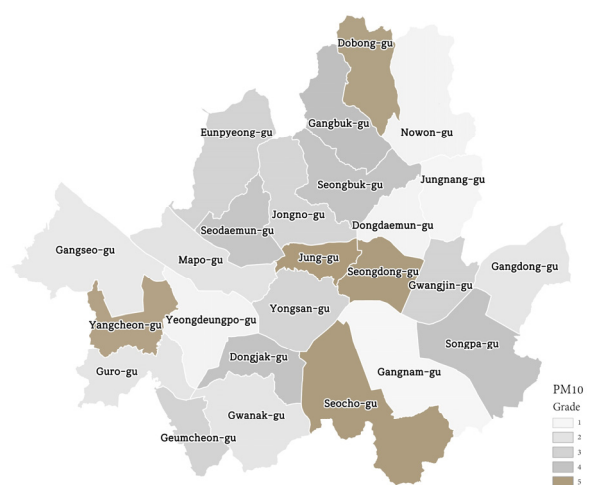 Dobong-gu
Gangbuk-gu
Eunpyeong-gu
Nowon-gu
Jungnang-gu
Seongbuk-gu
Jongno-gu
Seodaemun-gu
Dongdaemun-gu
Gangseo-gu
Mapo-gu
Jung-gu
Seongdong-gu
Gangdong-gu
Gwangjin-gu
Yangcheon-gu
Yeongdeungpo-gu
Yongsan-gu
Songpa-gu
Dongjak-gu
Guro-gu
Gangnam-gu
Seocho-gu
Gwanak-gu
Geumcheon-gu
PM10
Grade
1
2
3
4
5